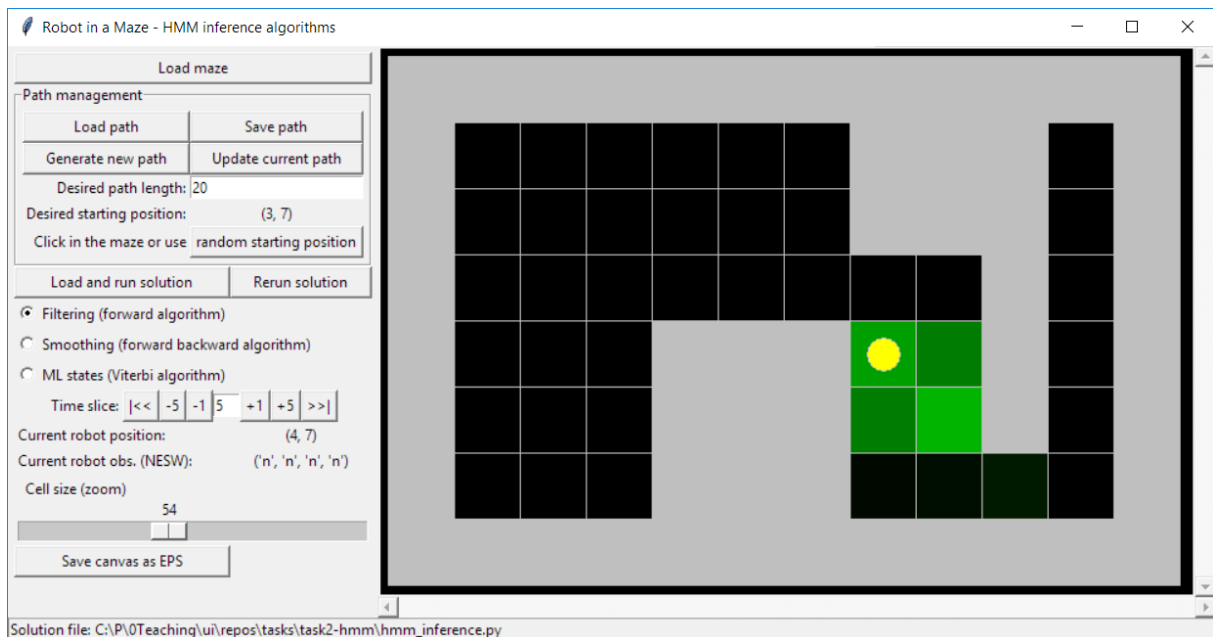 Robot in a Maze - HMM inference algorithms
Load maze
Path management
Load path Save path
Generate new path Update current path
Desired path length: 20
Desired starting position: (3, 7)
Click in the maze or use random starting position
Load and run solution Rerun solution
Filtering (forward algorithm)
Smoothing (forward backward algorithm)
ML states (Viterbi algorithm)
Time slice: |<< -5 -1 5 +1 +5 >>|
Current robot position: (4, 7)
Current robot obs. (NESW): ('n', 'n', 'n', 'n')
Cell size (zoom)
54
Save canvas as EPS
Solution file: C:\P\0Teaching\ui\repos\tasks\task2-hmm\hmm_inference.py